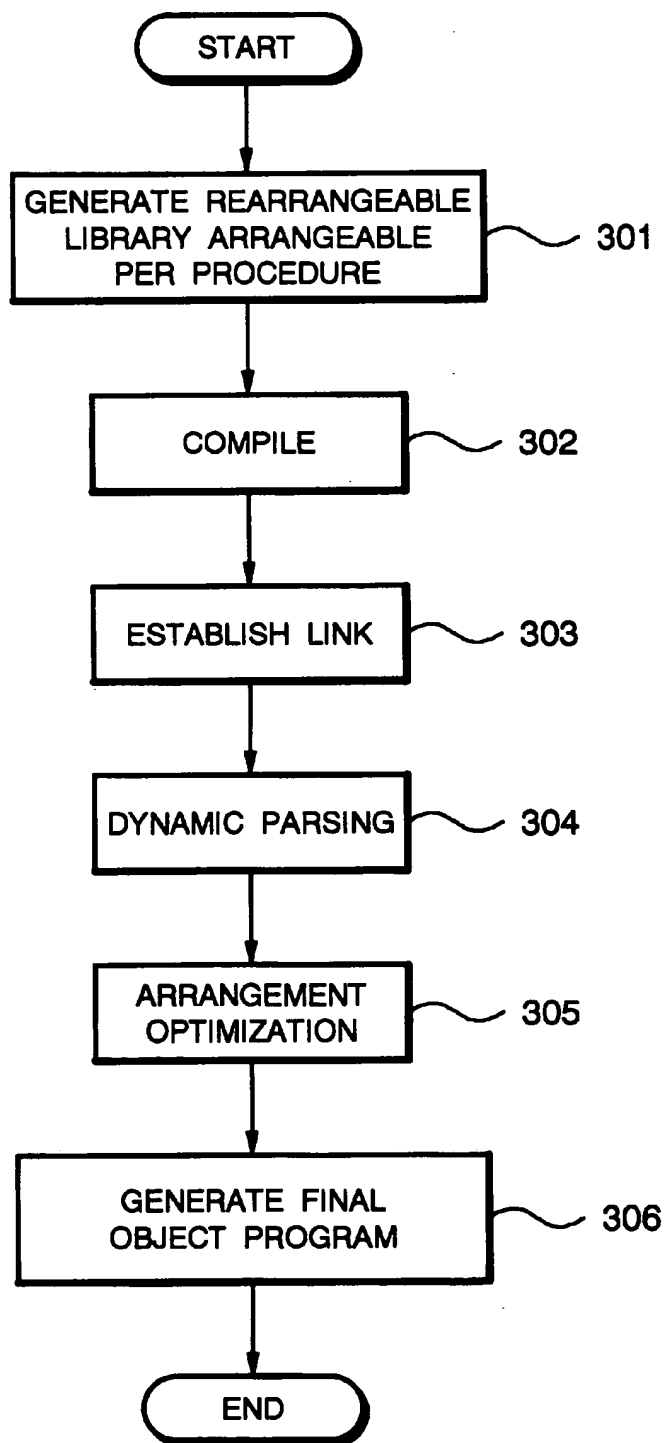 START
GENERATE REARRANGEABLE
LIBRARY ARRANGEABLE
PER PROCEDURE
301
COMPILE
302
ESTABLISH LINK
303
DYNAMIC PARSING
304
ARRANGEMENT
OPTIMIZATION
305
GENERATE FINAL
OBJECT PROGRAM
306
END